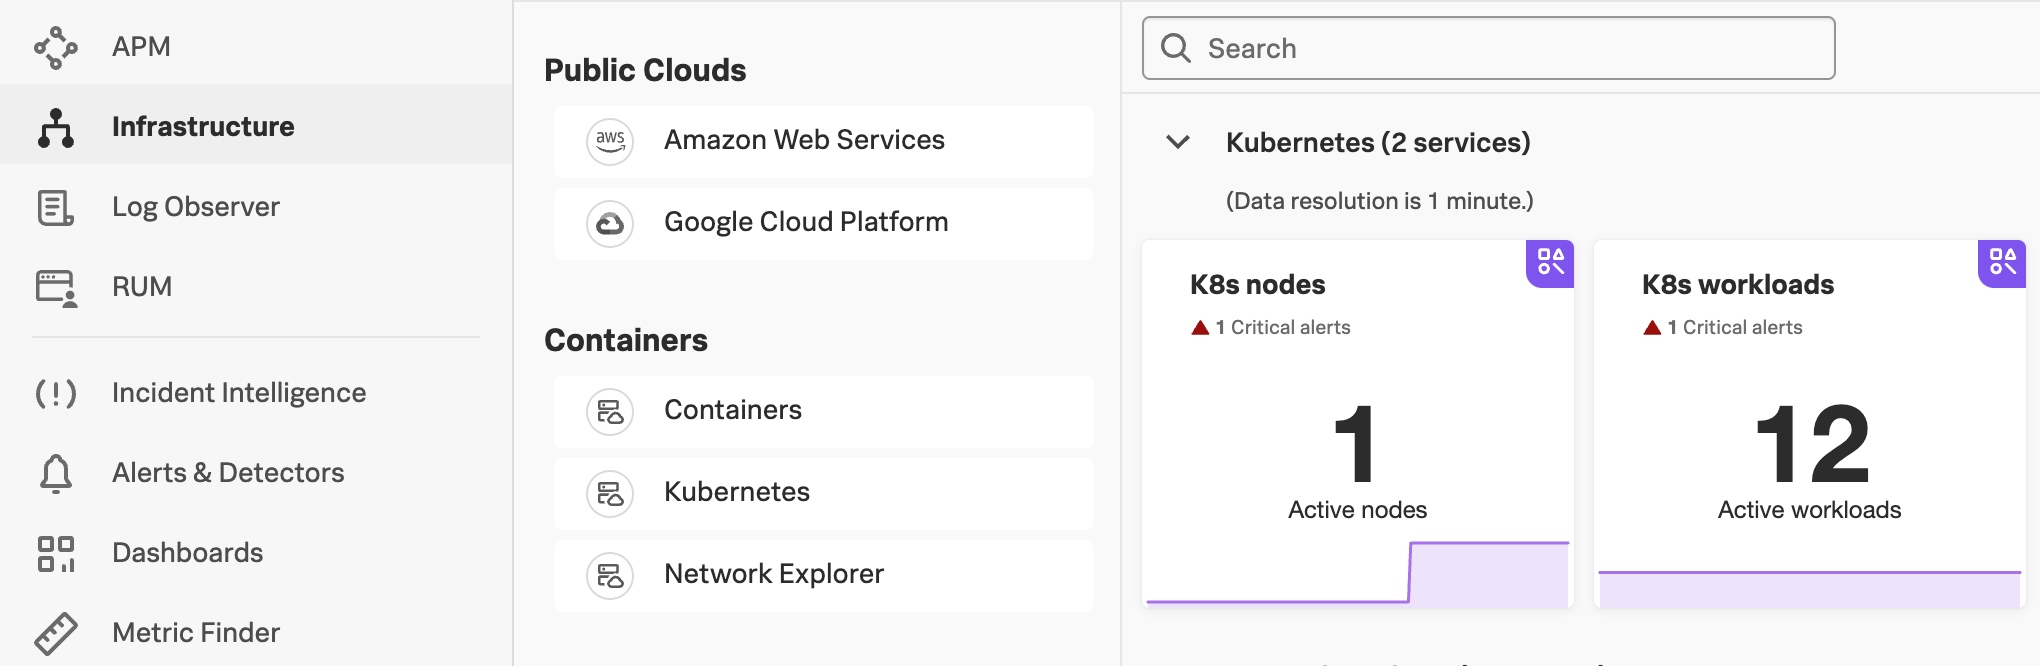 APM
Infrastructure
Log Observer
RUM
Incident Intelligence
Alerts & Detectors
Dashboards
Metric Finder
Public Clouds
aws Amazon Web Services
Google Cloud Platform
Containers
Containers
Kubernetes
Network Explorer
Search
Kubernetes (2 services)
(Data resolution is 1 minute.)
K8s nodes
1 Critical alerts
1
Active nodes
K8s workloads
1 Critical alerts
12
Active workloads